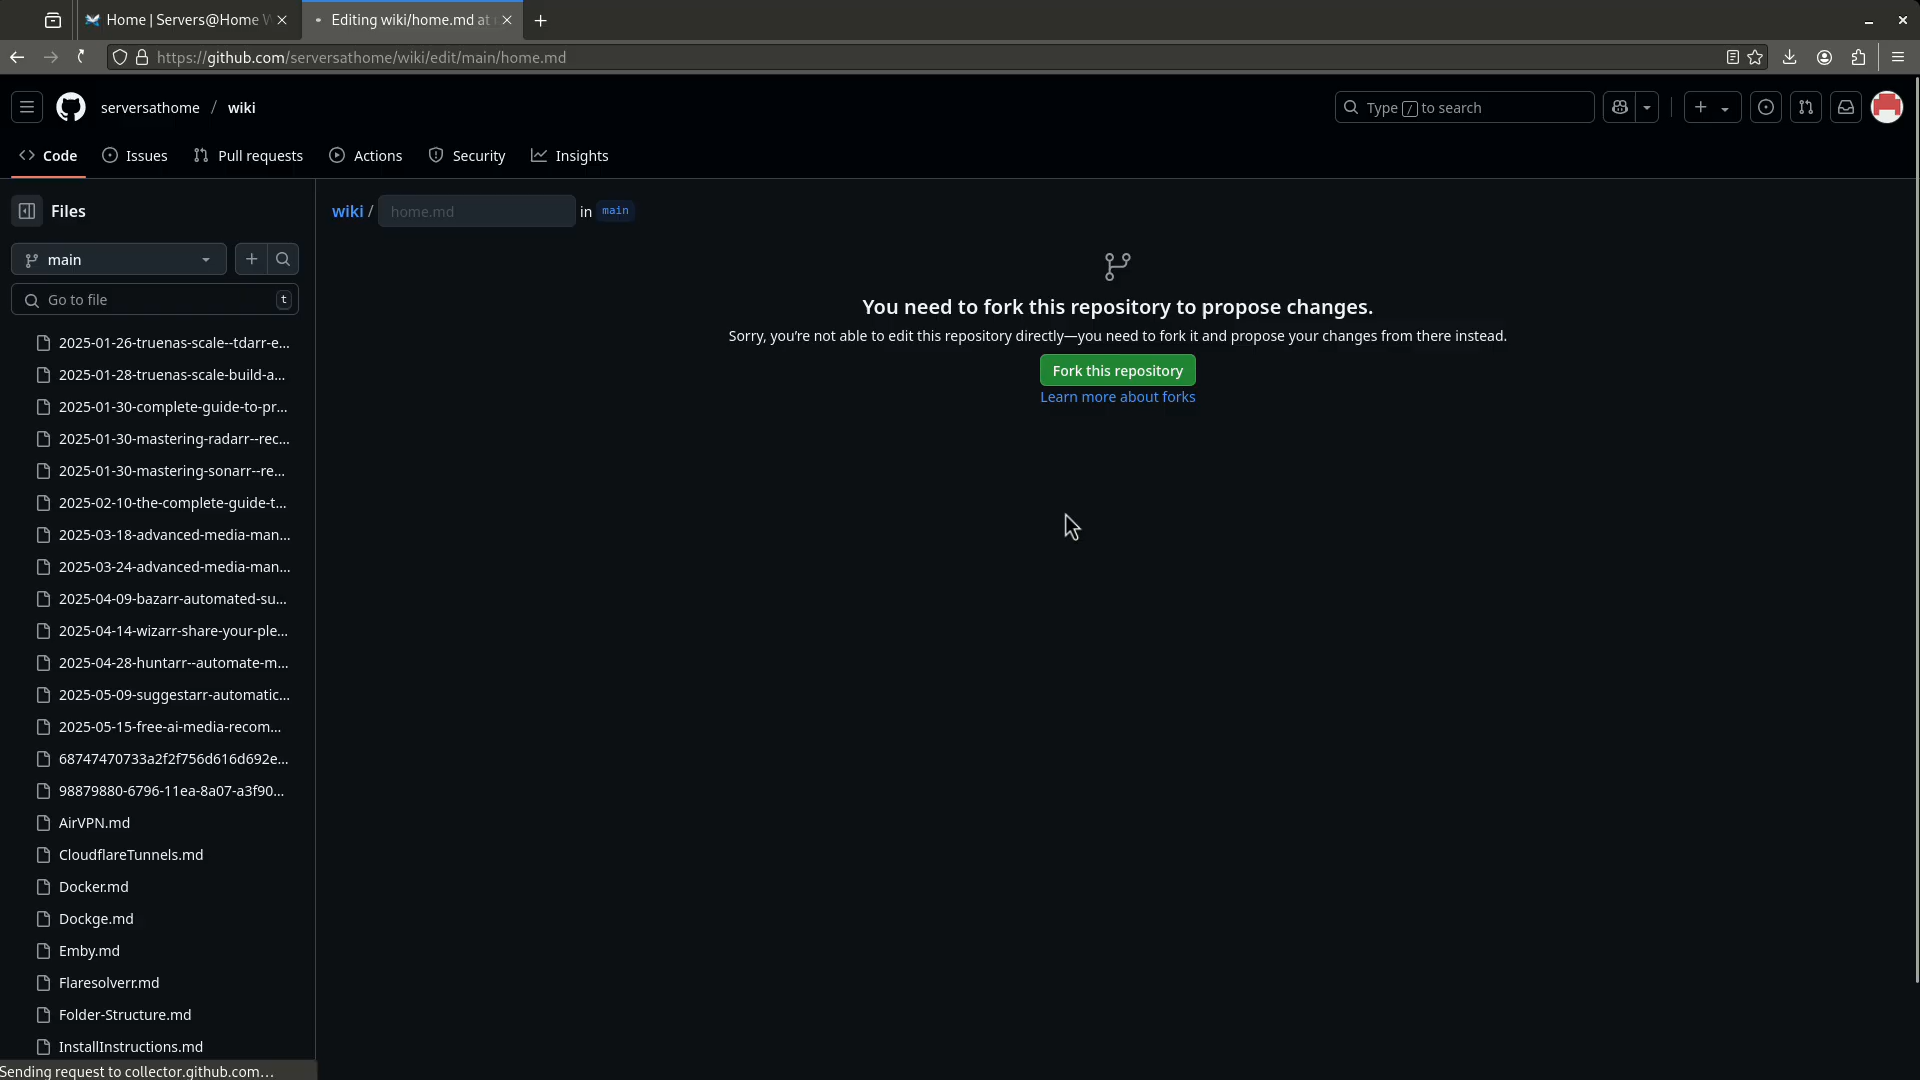 Home | Servers@Home W
Editing wiki/home.md at
https://github.com/serversathome/wiki/edit/main/home.md
serversathome / wiki
Type / to search
Code
Issues
Pull requests
Actions
Security
Insights
Files
wiki / home.md in main
main
Go to file
t
You need to fork this repository to propose changes.
Sorry, you’re not able to edit this repository directly—you need to fork it and propose your changes from there instead.
Fork this repository
Learn more about forks
2025-01-26-truenas-scale--tdarr-e...
2025-01-28-truenas-scale-build-a...
2025-01-30-complete-guide-to-pr...
2025-01-30-mastering-radarr--rec...
2025-01-30-mastering-sonarr--re...
2025-02-10-the-complete-guide-t...
2025-03-18-advanced-media-man...
2025-03-24-advanced-media-man...
2025-04-09-bazarr-automated-su...
2025-04-14-wizarr-share-your-ple...
2025-04-28-huntarr--automate-m...
2025-05-09-suggestarr-automatic...
2025-05-15-free-ai-media-recom...
68747470733a2f2f756d616d692e...
98879880-6796-11ea-8a07-a3f90...
AirVPN.md
CloudflareTunnels.md
Docker.md
Dockge.md
Emby.md
Flaresolverr.md
Folder-Structure.md
InstallInstructions.md
Sending request to collector.github.com…